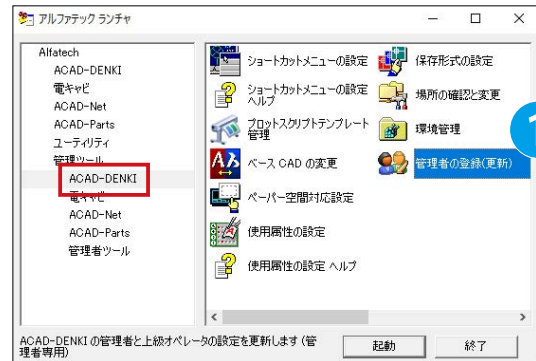 アルファテック ランチャ
Alfatech
ACAD-DENKI
電キャビ
ACAD-Net
ACAD-Parts
ユーティリティ
管理ツール
ACAD-DENKI
電キャビ
ACAD-Net
ACAD-Parts
管理者ツール
ショートカットメニューの設定
保存形式の設定
ショートカットメニューの設定
ヘルプ
場所の確認と変更
プロットスクリプトテンプレート
管理
環境管理
ベース CAD の変更
管理者の登録(更新)
ペーパー空間対応設定
使用属性の設定
使用属性の設定 ヘルプ
ACAD-DENKI の管理者と上級オペレータの設定を更新します (管
理者専用)
起動
終了
1